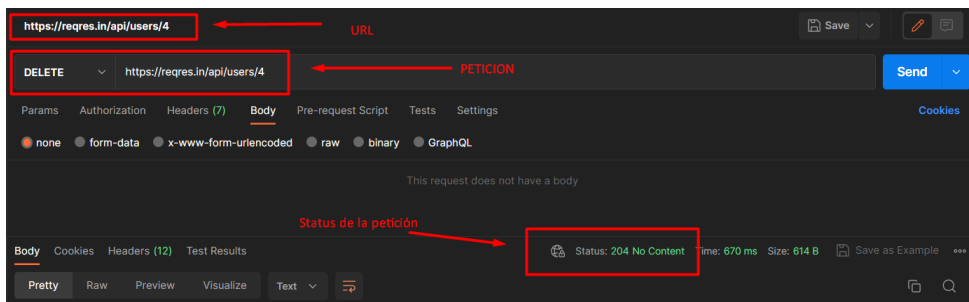 https://reqres.in/api/users/4 URL Save
DELETE https://reqres.in/api/users/4 PETICION Send
Params Authorization Headers (7) Body Pre-request Script Tests Settings Cookies
none form-data x-www-form-urlencoded raw binary GraphQL
This request does not have a body
Status de la petición
Body Cookies Headers (12) Test Results Status: 204 No Content Time: 670 ms Size: 614 B Save as Example
Pretty Raw Preview Visualize Text